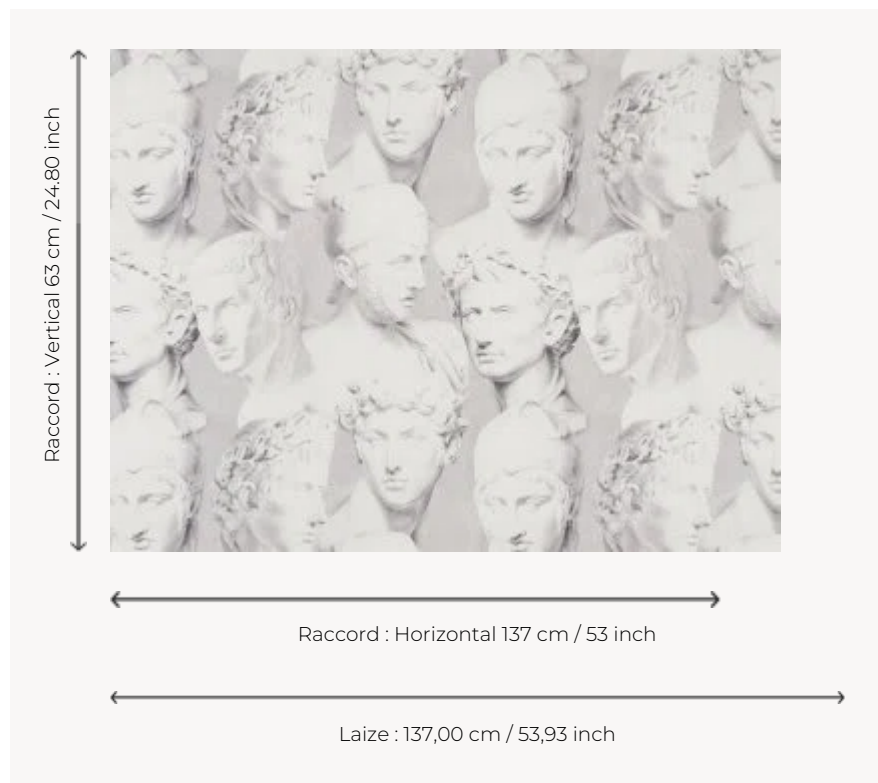 Raccord : Vertical 63 cm / 24.80 inch
Raccord : Horizontal 137 cm / 53 inch
Laize : 137,00 cm / 53,93 inch